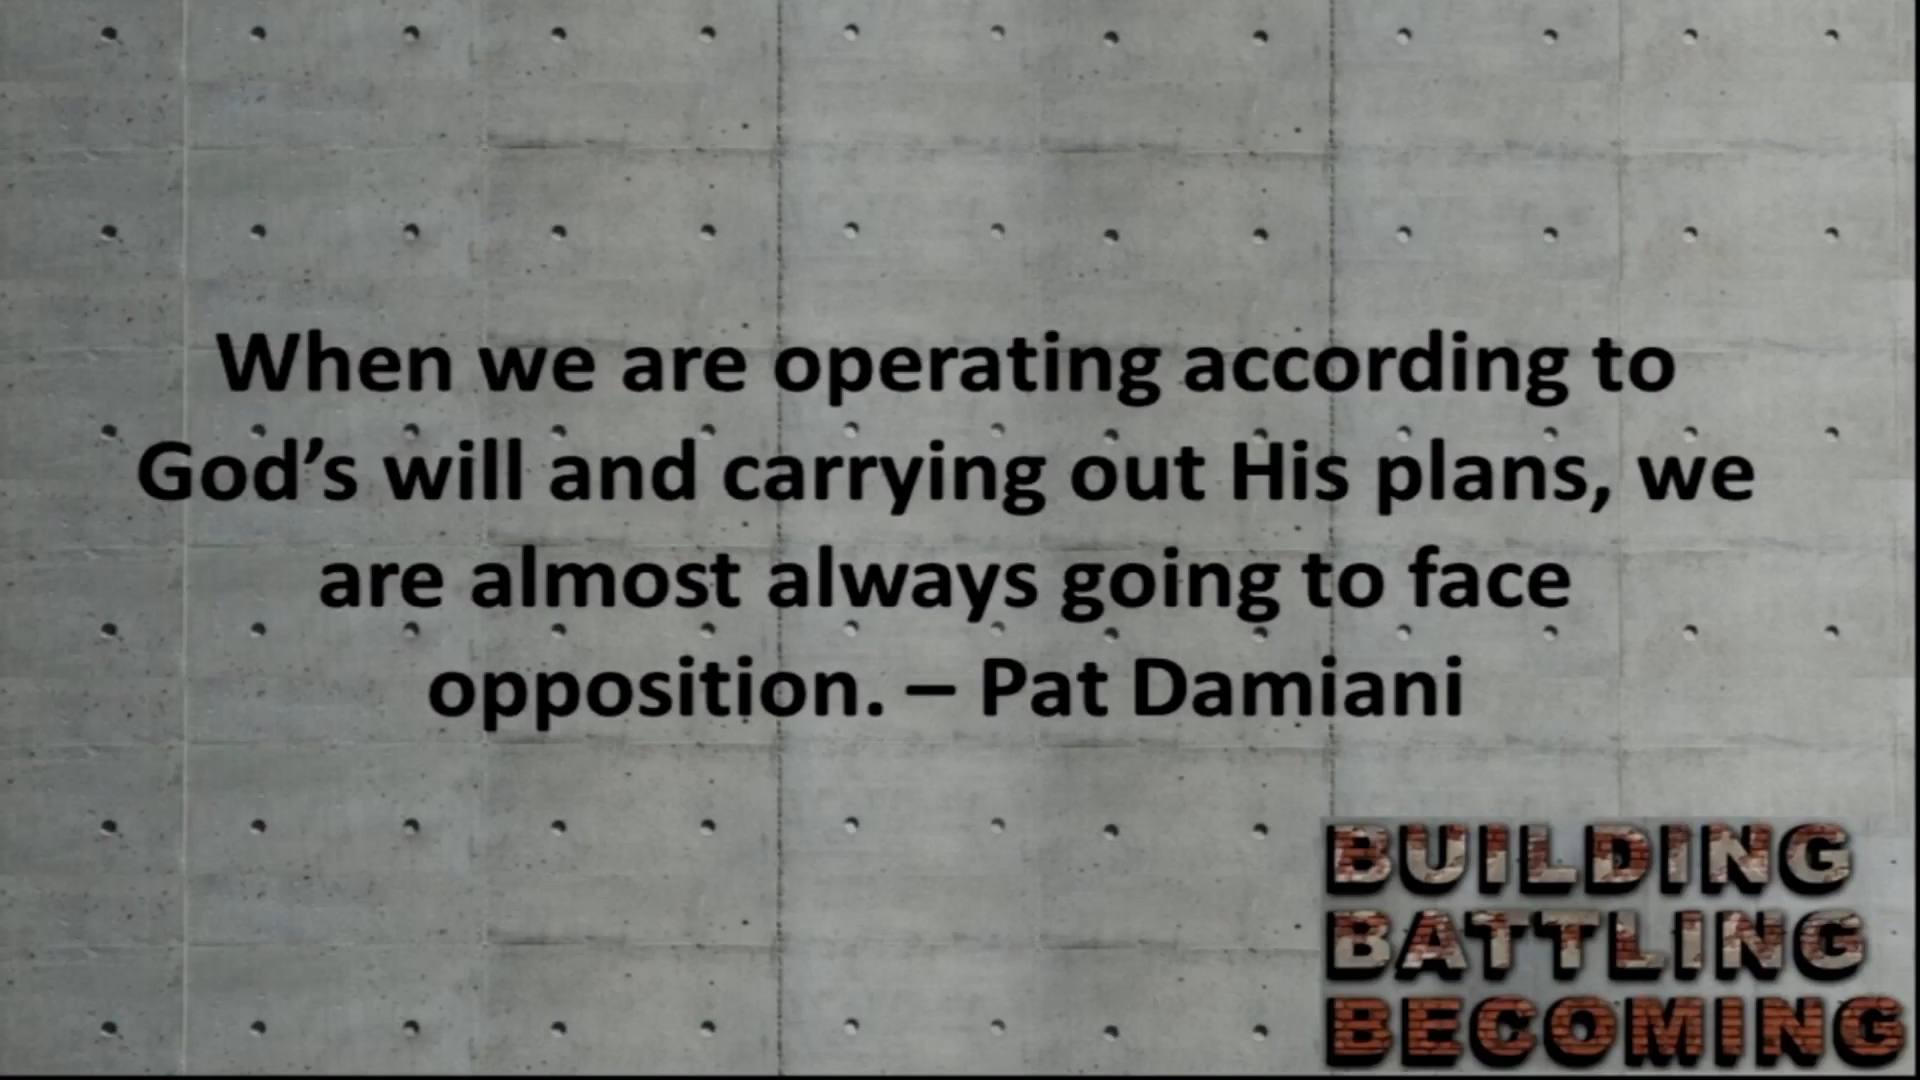 When we are operating according to
God’s will and carrying out His plans, we
are almost always going to face
opposition. – Pat Damiani
BUILDING
BATTLING
BECOMING